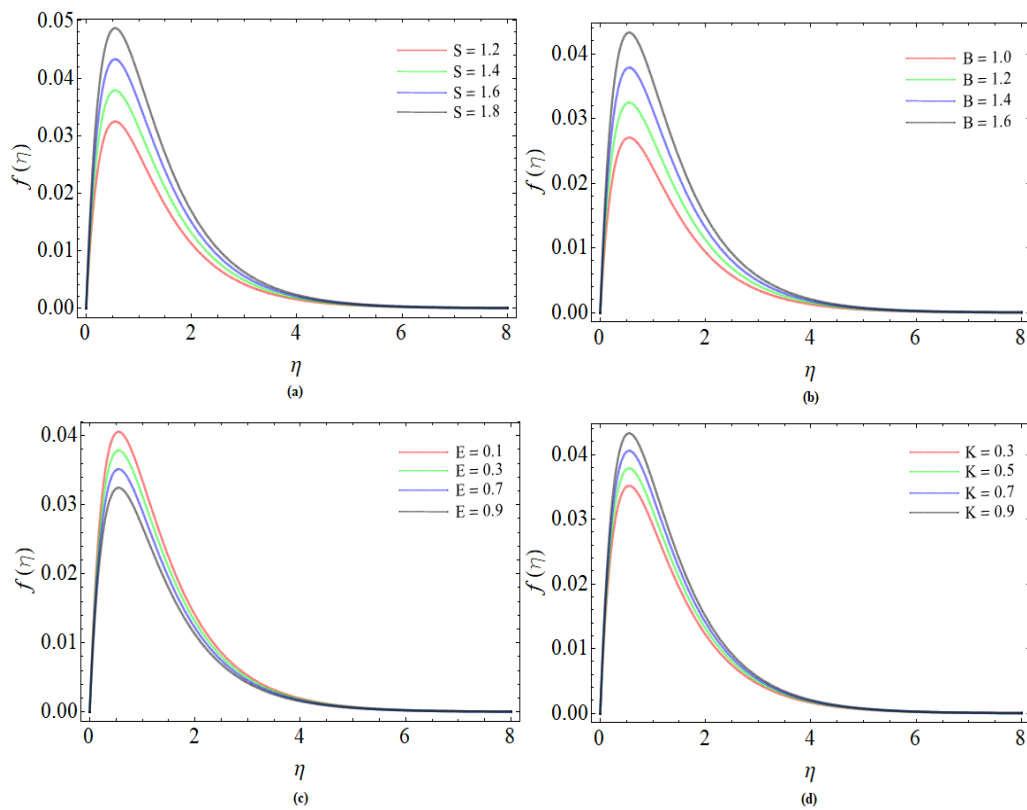 0.05
0.04
0.03
0.02
0.01
0.00
f(η)
S = 1.2
S = 1.4
S = 1.6
S = 1.8
0 2 4 6 8
η
(a)
0.04
0.03
0.02
0.01
0.00
f(η)
B = 1.0
B = 1.2
B = 1.4
B = 1.6
0 2 4 6 8
η
(b)
0.04
0.03
0.02
0.01
0.00
f(η)
E = 0.1
E = 0.3
E = 0.7
E = 0.9
0 2 4 6 8
η
(c)
0.04
0.03
0.02
0.01
0.00
f(η)
K = 0.3
K = 0.5
K = 0.7
K = 0.9
0 2 4 6 8
η
(d)